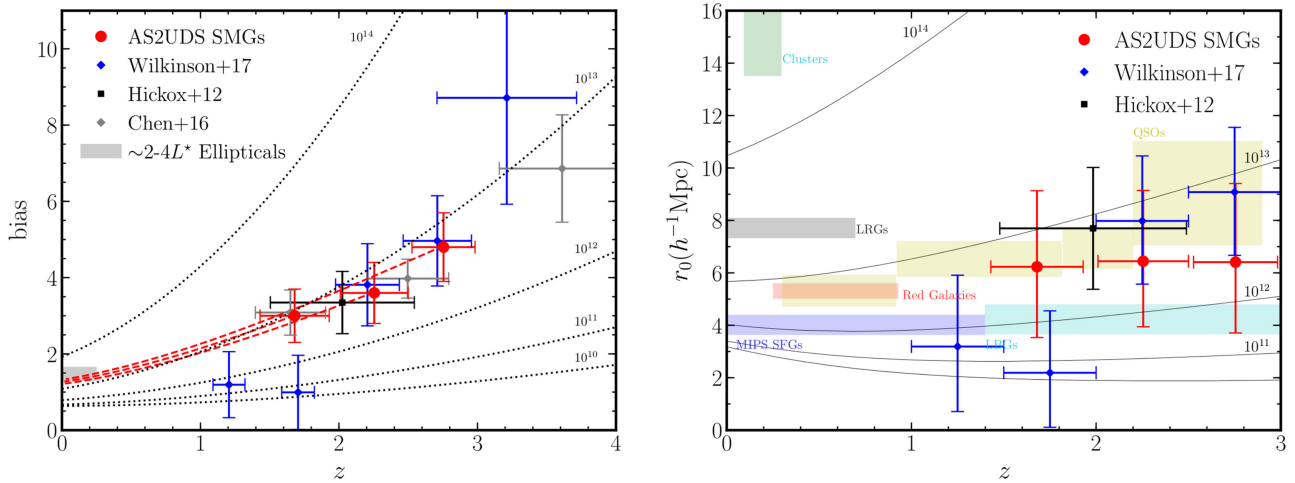 10
8
6
4
2
0
bias
0
1
2
3
4
z
AS2UDS SMGs
Wilkinson+17
Hickox+12
Chen+16
~2-4L* Ellipticals
10^14
10^13
10^12
10^11
10^10
16
14
12
10
8
6
4
2
0
r_0(h^{-1}Mpc)
0
1
2
3
z
AS2UDS SMGs
Wilkinson+17
Hickox+12
10^14
Clusters
QSOs
10^13
LRGs
Red Galaxies
10^12
MIPS SFGs
LBGs
10^11